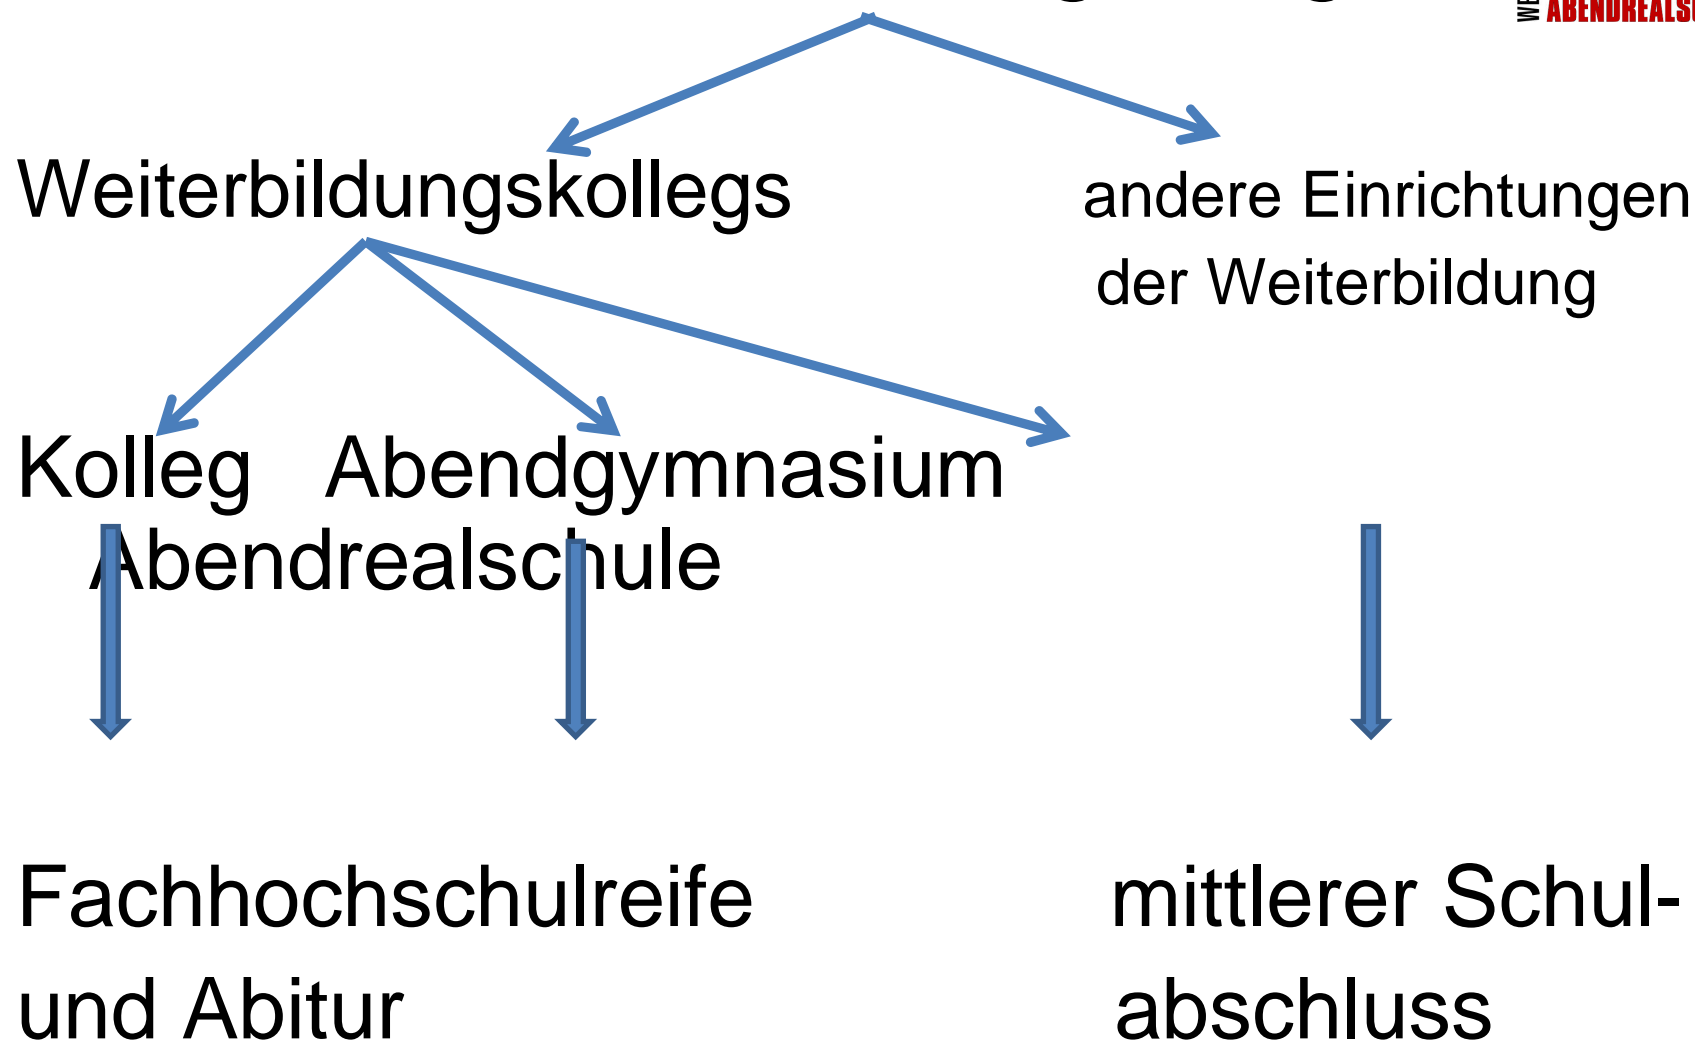 Weiterbildungskollegs andere Einrichtungen
der Weiterbildung
Kolleg Abendgymnasium
Abendrealschule
Fachhochschulreife mittlerer Schul-
und Abitur abschluss